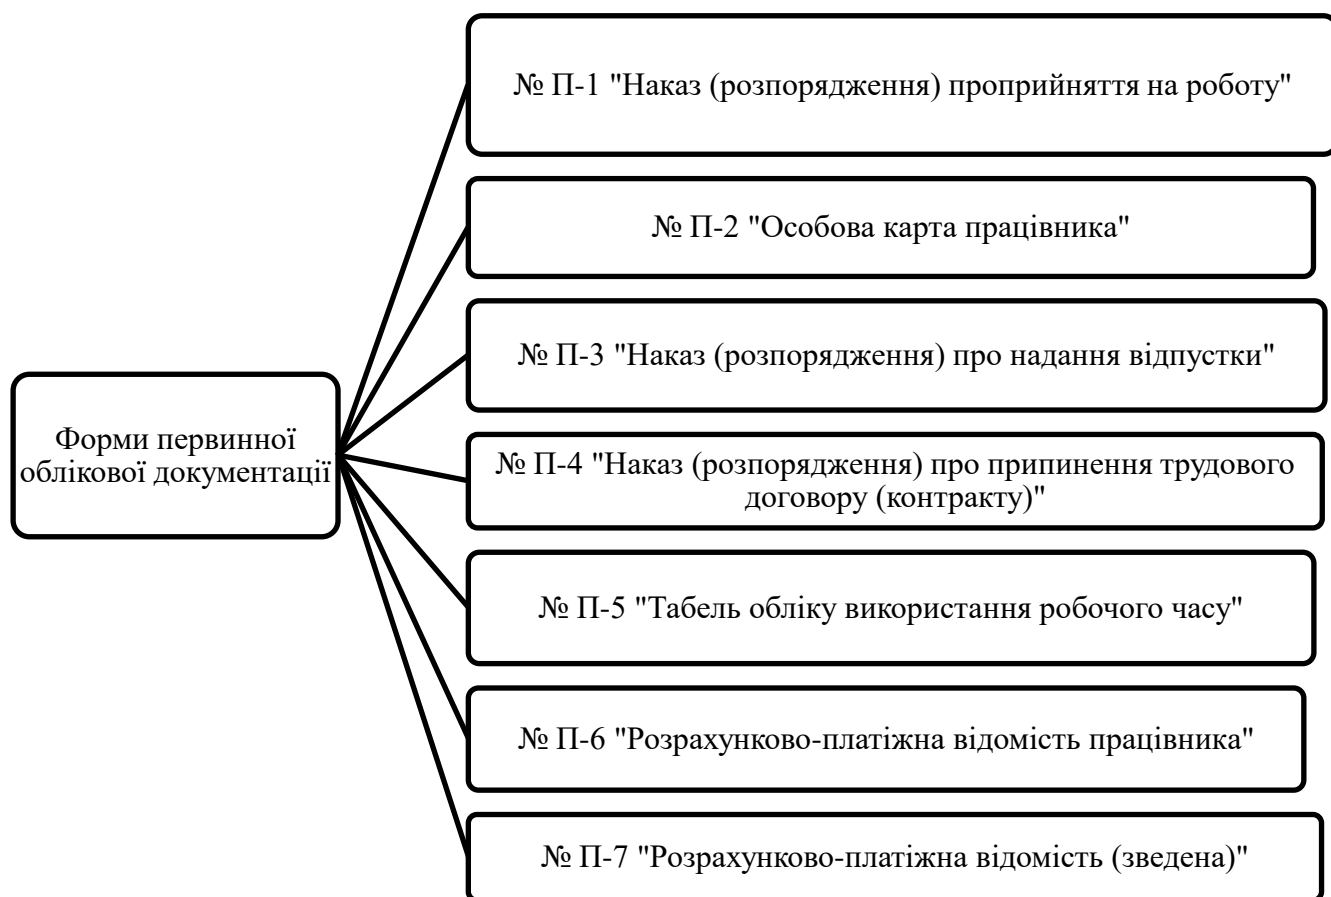 № П-1 "Наказ (розпорядження) проприйняття на роботу"
№ П-2 "Особова карта працівника"
№ П-3 "Наказ (розпорядження) про надання відпустки"
Форми первинної
облікової документації
№ П-4 "Наказ (розпорядження) про припинення трудового
договору (контракту)"
№ П-5 "Табель обліку використання робочого часу"
№ П-6 "Розрахунково-платіжна відомість працівника"
№ П-7 "Розрахунково-платіжна відомість (зведена)"